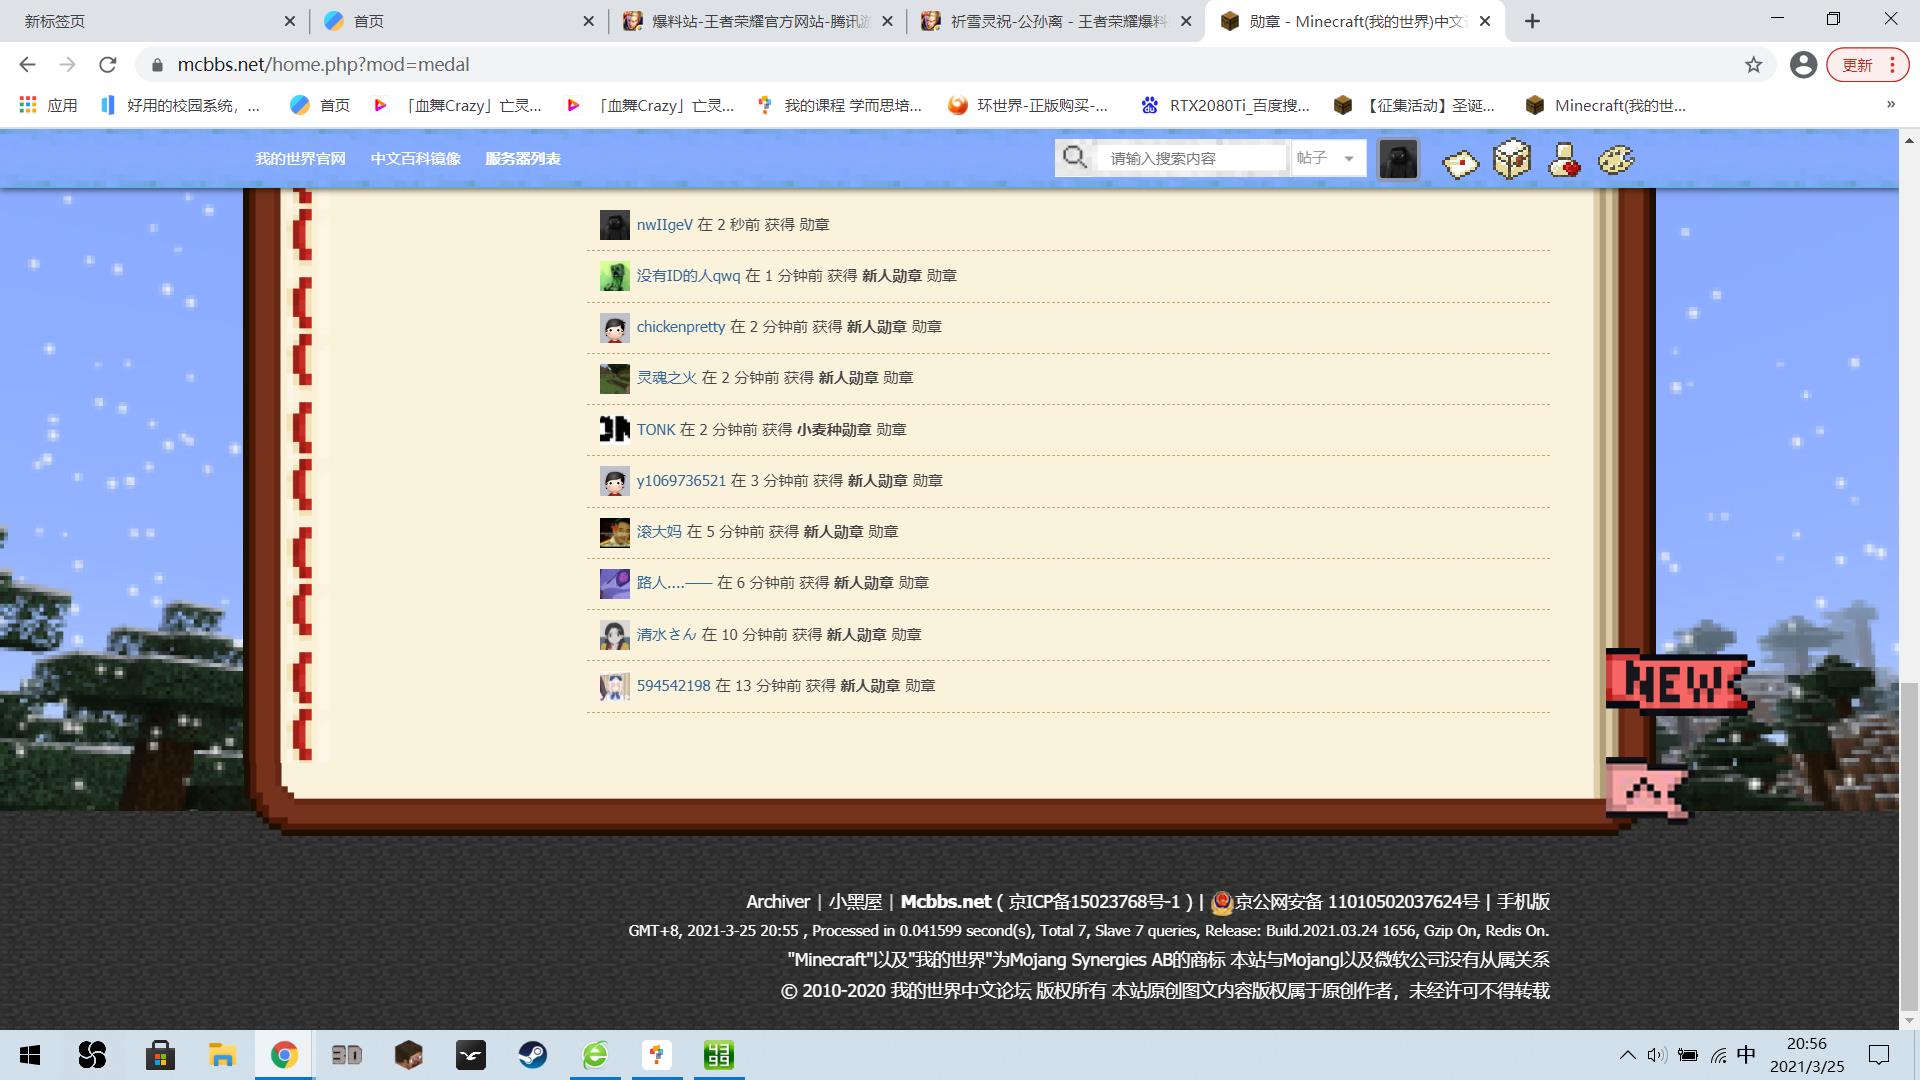 新标签页
首页
爆料站-王者荣耀官方网站-腾讯游
祈雪灵祝-公孙离 - 王者荣耀爆料
勋章 - Minecraft(我的世界)中文
mcbbs.net/home.php?mod=medal
更新
应用
好用的校园系统，...
首页
「血舞Crazy」亡灵...
「血舞Crazy」亡灵...
我的课程 学而思培...
环世界-正版购买-...
RTX2080Ti_百度搜...
【征集活动】圣诞...
Minecraft(我的世...
»
我的世界官网 中文百科镜像 服务器列表
请输入搜索内容 帖子
nwIIgeV 在 2 秒前 获得 勋章
没有ID的人qwq 在 1 分钟前 获得 新人勋章 勋章
chickenpretty 在 2 分钟前 获得 新人勋章 勋章
灵魂之火 在 2 分钟前 获得 新人勋章 勋章
TONK 在 2 分钟前 获得 小麦种勋章 勋章
y1069736521 在 3 分钟前 获得 新人勋章 勋章
滚大妈 在 5 分钟前 获得 新人勋章 勋章
路人....—— 在 6 分钟前 获得 新人勋章 勋章
清水さん 在 10 分钟前 获得 新人勋章 勋章
594542198 在 13 分钟前 获得 新人勋章 勋章
NEW
Archiver | 小黑屋 | Mcbbs.net ( 京ICP备15023768号-1 ) | 京公网安备 11010502037624号 | 手机版
GMT+8, 2021-3-25 20:55 , Processed in 0.041599 second(s), Total 7, Slave 7 queries, Release: Build.2021.03.24 1656, Gzip On, Redis On.
"Minecraft"以及"我的世界"为Mojang Synergies AB的商标 本站与Mojang以及微软公司没有从属关系
© 2010-2020 我的世界中文论坛 版权所有 本站原创图文内容版权属于原创作者，未经许可不得转载
3D
4399
中
20:56
2021/3/25